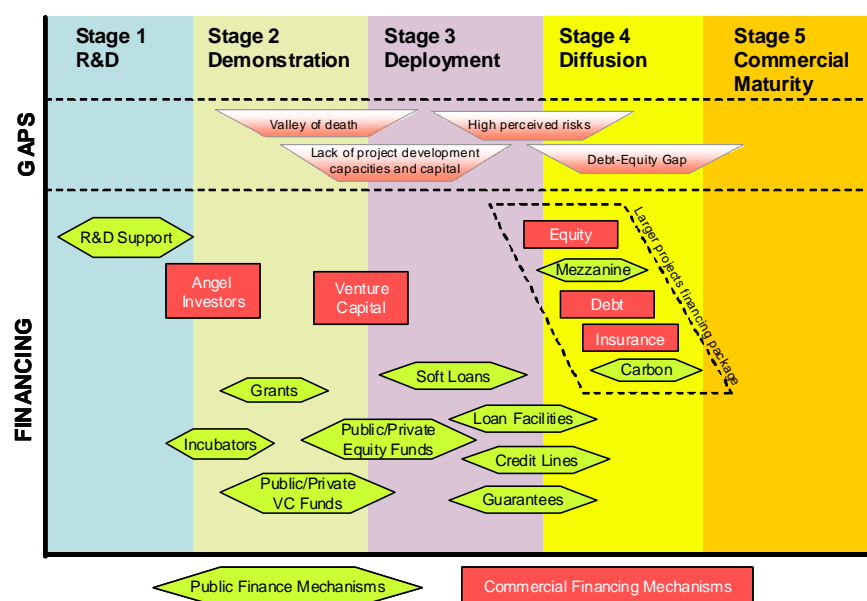 Stage 1
R&D
Stage 2
Demonstration
Stage 3
Deployment
Stage 4
Diffusion
Stage 5
Commercial
Maturity
GAPS
Valley of death
High perceived risks
Lack of project development
capacities and capital
Debt-Equity Gap
FINANCING
R&D Support
Angel
Investors
Venture
Capital
Equity
Mezzanine
Debt
Insurance
Carbon
Larger projects financing package
Soft Loans
Grants
Loan Facilities
Public/Private
Equity Funds
Incubators
Credit Lines
Public/Private
VC Funds
Guarantees
Public Finance Mechanisms
Commercial Financing Mechanisms